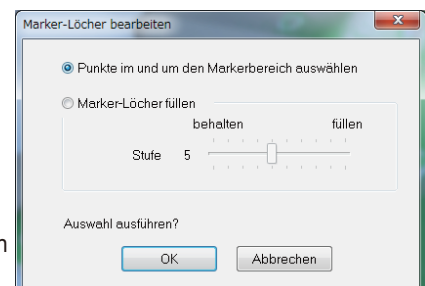 Marker-Löcher bearbeiten
Punkte im und um den Markerbereich auswählen
Marker-Löcher füllen
behalten füllen
Stufe 5
Auswahl ausführen?
OK Abbrechen